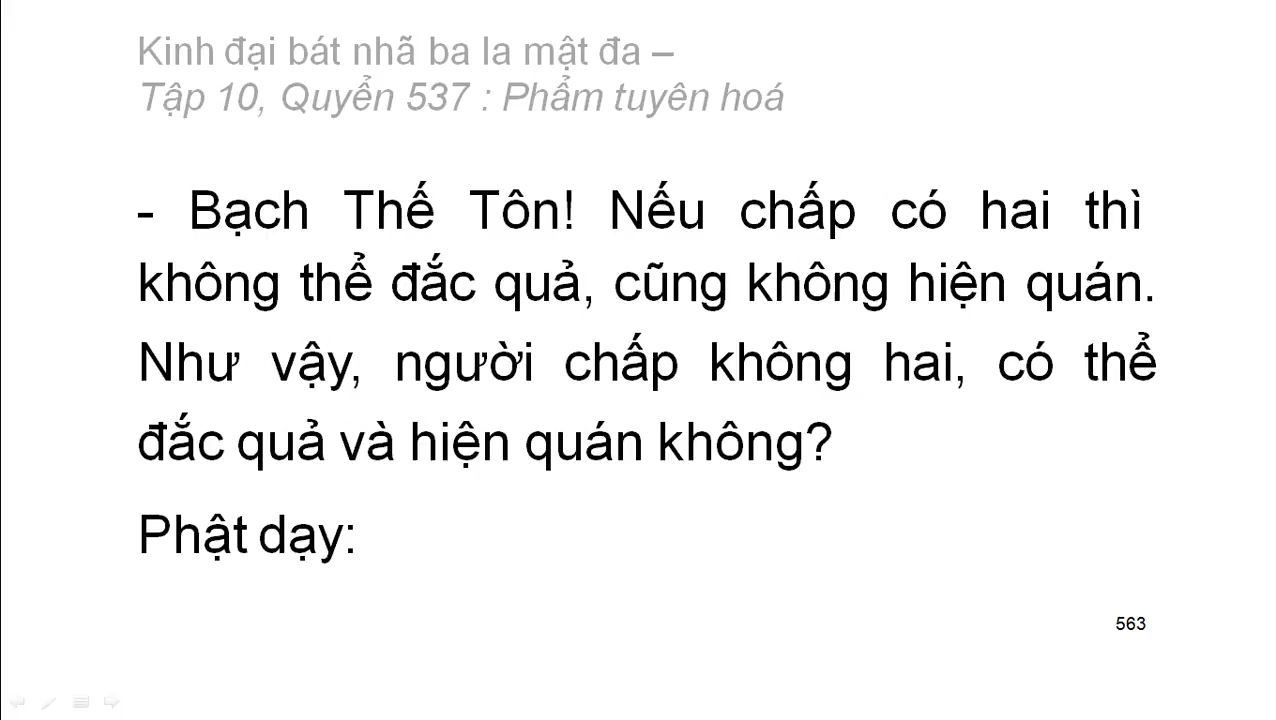 Kinh đại bát nhã ba la mật đa –
Tập 10, Quyển 537 : Phẩm tuyên hoá
- Bạch Thế Tôn! Nếu chấp có hai thì
không thể đắc quả, cũng không hiện quán.
Như vậy, người chấp không hai, có thể
đắc quả và hiện quán không?
Phật dạy:
563